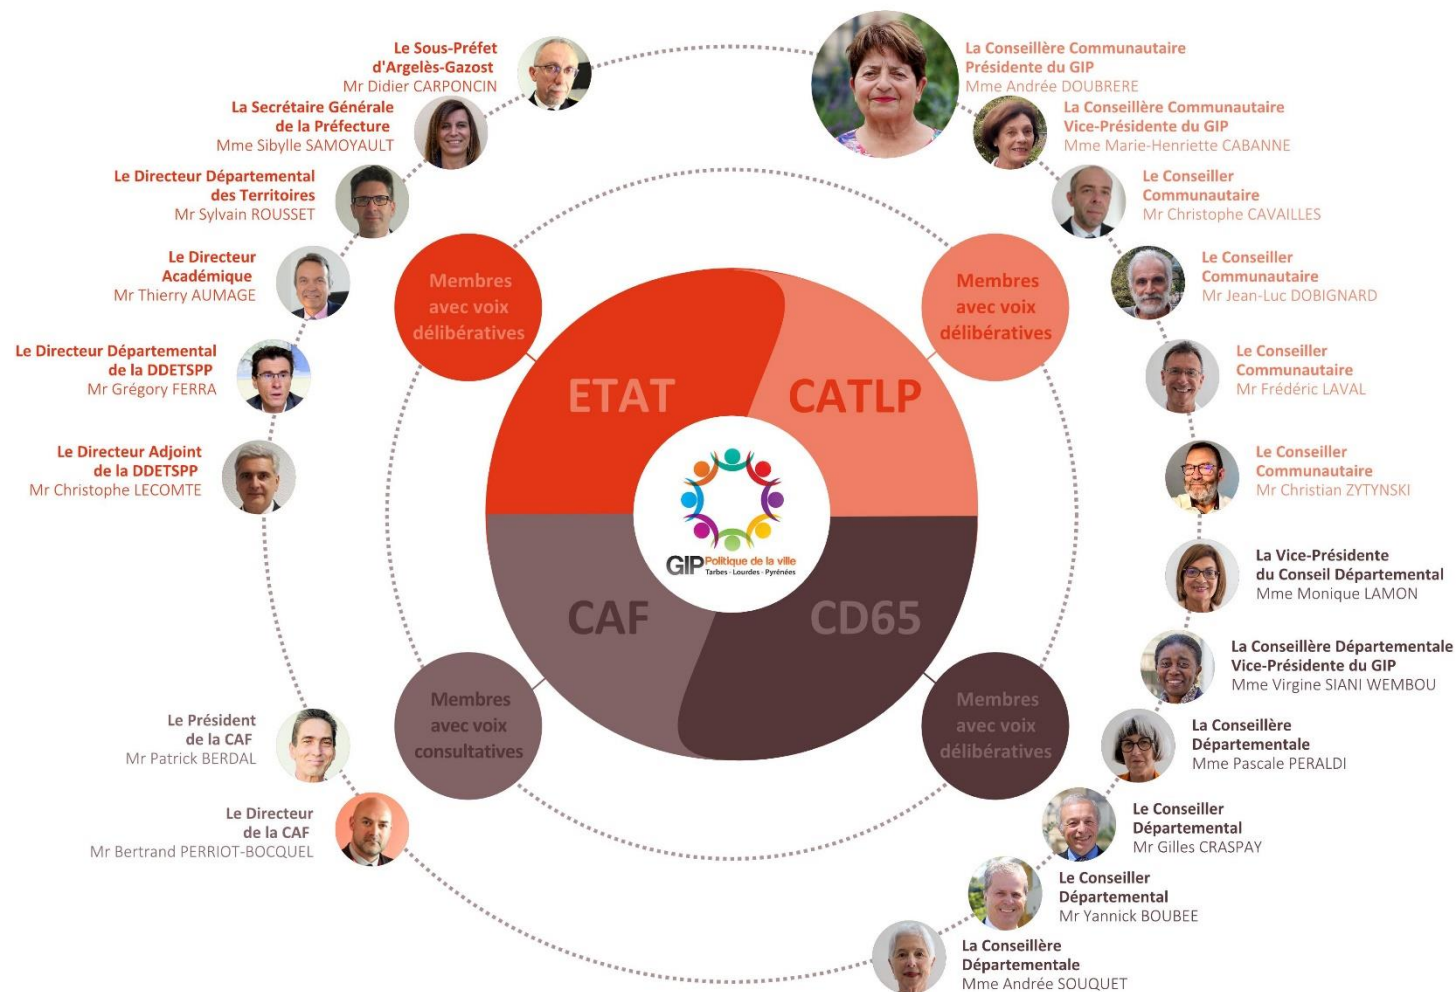 Le Sous-Préfet
d'Argelès-Gazost
Mr Didier CARPONCIN
La Secrétaire Générale
de la Préfecture
Mme Sibylle SAMOYAULT
Le Directeur Départemental
des Territoires
Mr Sylvain ROUSSET
Le Directeur
Académique
Mr Thierry AUMAGE
Le Directeur Départemental
de la DDETSPP
Mr Grégory FERRA
Le Directeur Adjoint
de la DDETSPP
Mr Christophe LECOMTE
Membres
avec voix
délibératives
ETAT
La Conseillère Communautaire
Présidente du GIP
Mme Andrée DOUBRERE
La Conseillère Communautaire
Vice-Présidente du GIP
Mme Marie-Henriette CABANNE
Le Conseiller
Communautaire
Mr Christophe CAVAILLES
Le Conseiller
Communautaire
Mr Jean-Luc DOBIGNARD
Le Conseiller
Communautaire
Mr Frédéric LAVAL
Le Conseiller
Communautaire
Mr Christian ZYTYNSKI
Membres
avec voix
délibératives
CATLP
GIP Politique de la ville
Tarbes - Lourdes - Pyrénées
CAF
Membres
avec voix
consultatives
Le Président
de la CAF
Mr Patrick BERDAL
Le Directeur
de la CAF
Mr Bertrand PERRIOT-BOCQUEL
CD65
Membres
avec voix
délibératives
La Vice-Présidente
du Conseil Départemental
Mme Monique LAMON
La Conseillère Départementale
Vice-Présidente du GIP
Mme Virgine SIANI WEMBOU
La Conseillère
Départementale
Mme Pascale PERALDI
Le Conseiller
Départemental
Mr Gilles CRASPAY
Le Conseiller
Départemental
Mr Yannick BOUBEE
La Conseillère
Départementale
Mme Andrée SOUQUET